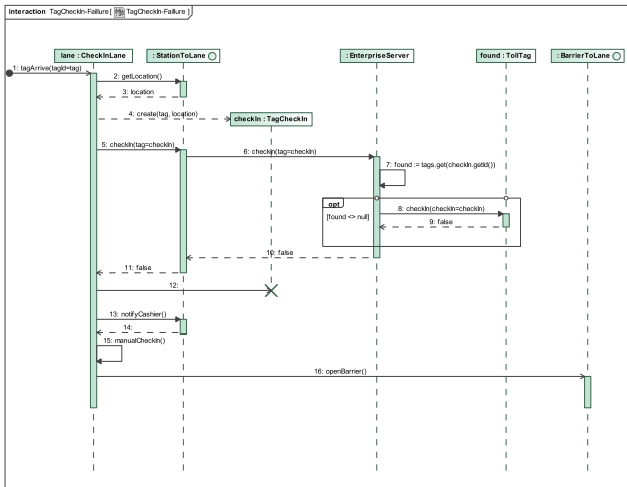 interaction TagCheckIn-Failure[ TagCheckIn-Failure ]
lane : CheckInLane
: StationToLane
: EnterpriseServer
found : TollTag
: BarrierToLane
1: tagArrive(tagId=tag)
2: getLocation()
3: location
4: create(tag, location)
checkIn : TagCheckIn
5: checkIn(tag=checkIn)
6: checkIn(tag=checkIn)
7: found := tags.get(checkIn.getId())
opt
[found <> null]
8: checkIn(checkIn=checkIn)
9: false
10: false
11: false
12:
13: notifyCashier()
14:
15: manualCheckIn()
16: openBarrier()